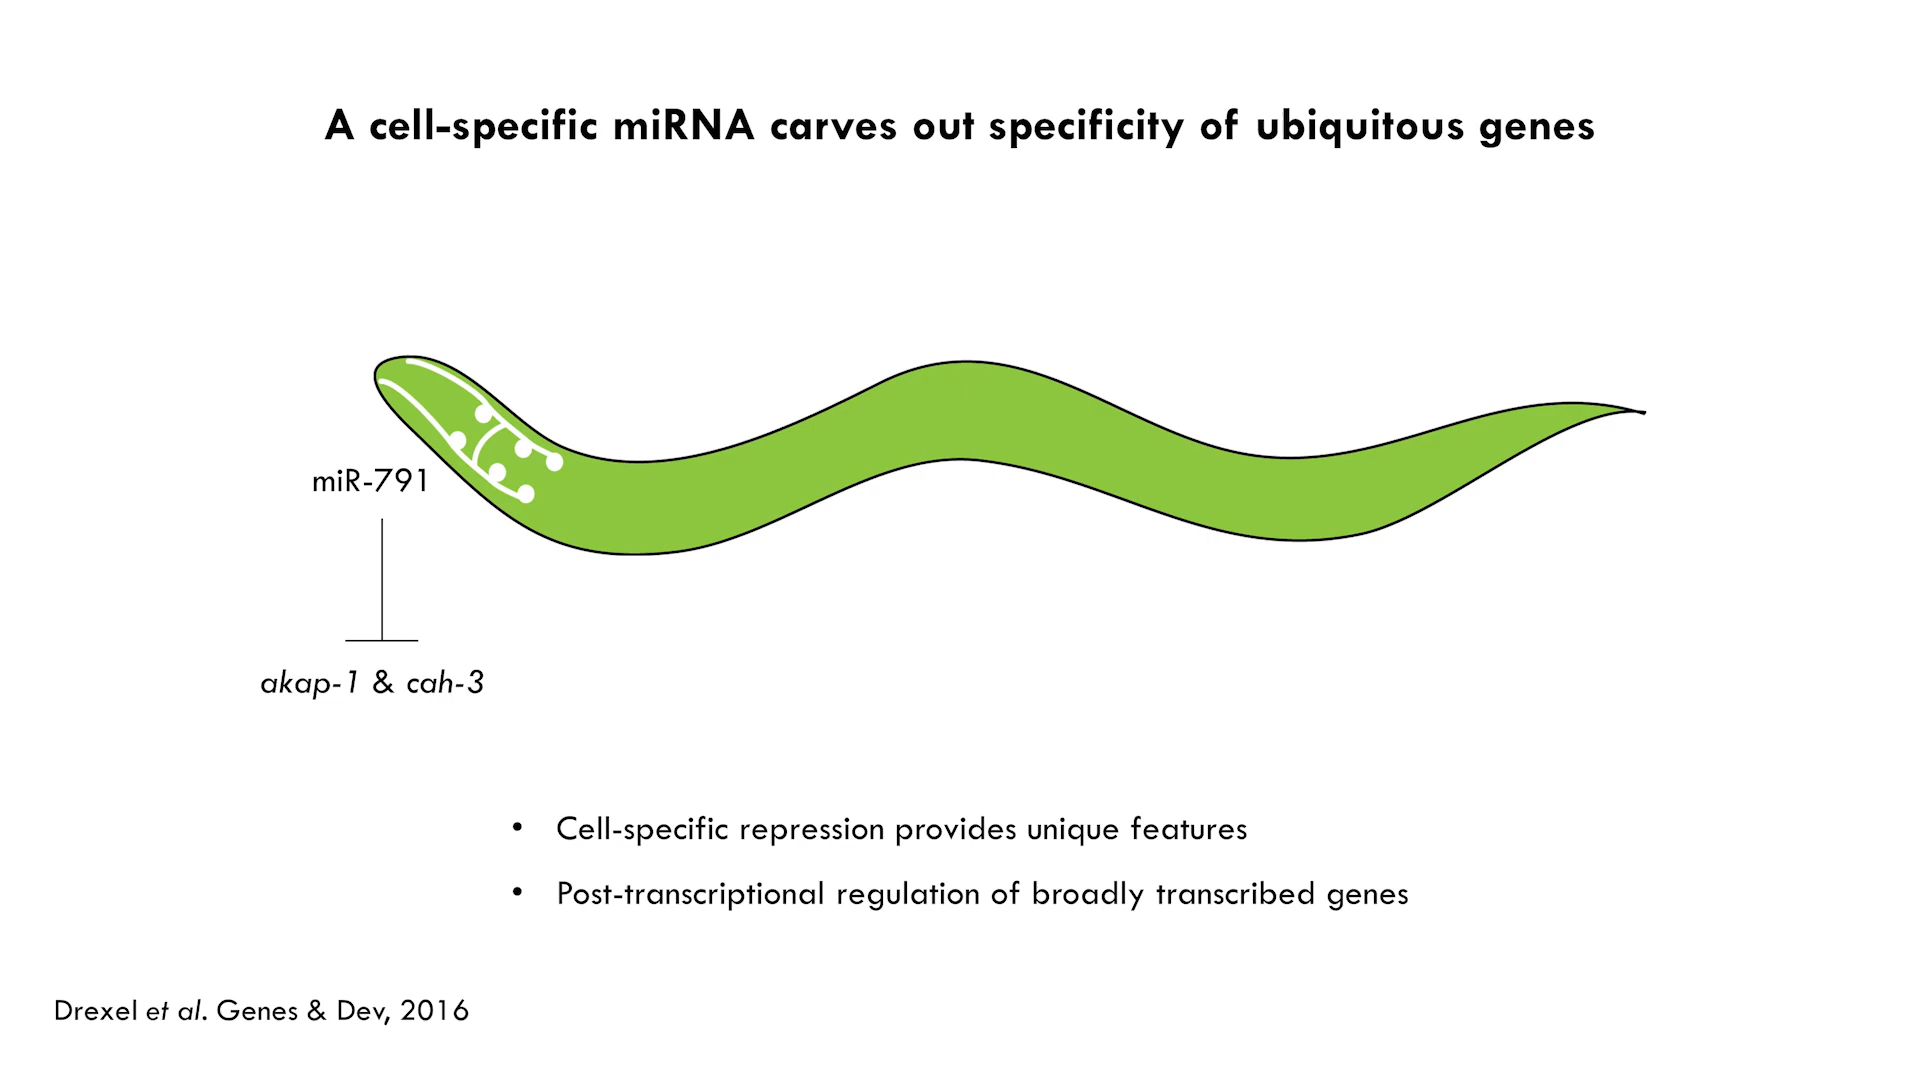 A cell-specific miRNA carves out specificity of ubiquitous genes
miR-791
akap-1 & cah-3
• Cell-specific repression provides unique features
• Post-transcriptional regulation of broadly transcribed genes
Drexel et al. Genes & Dev, 2016